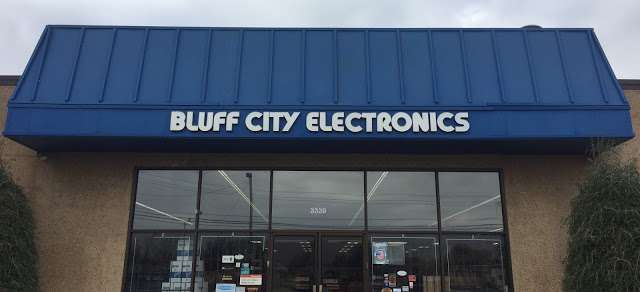 BLUFF CITY ELECTRONICS
3339